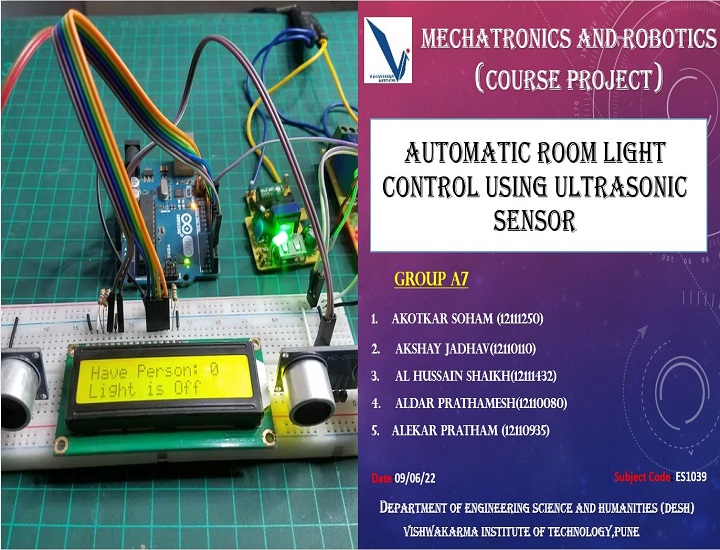 Have Person: 0
Light is Off
MECHATRONICS AND ROBOTICS
(COURSE PROJECT)
AUTOMATIC ROOM LIGHT
CONTROL USING ULTRASONIC
SENSOR
GROUP A7
1. AKOTKAR SOHAM (12111250)
2. AKSHAY JADHAV(12110110)
3. AL HUSSAIN SHAIKH(12111432)
4. ALDAR PRATHAMESH(12110080)
5. ALEKAR PRATHAM (12110935)
Date 09/06/22 Subject Code ES1039
DEPARTMENT OF ENGINEERING SCIENCE AND HUMANITIES (DESH)
VISHWAKARMA INSTITUTE OF TECHNOLOGY,PUNE